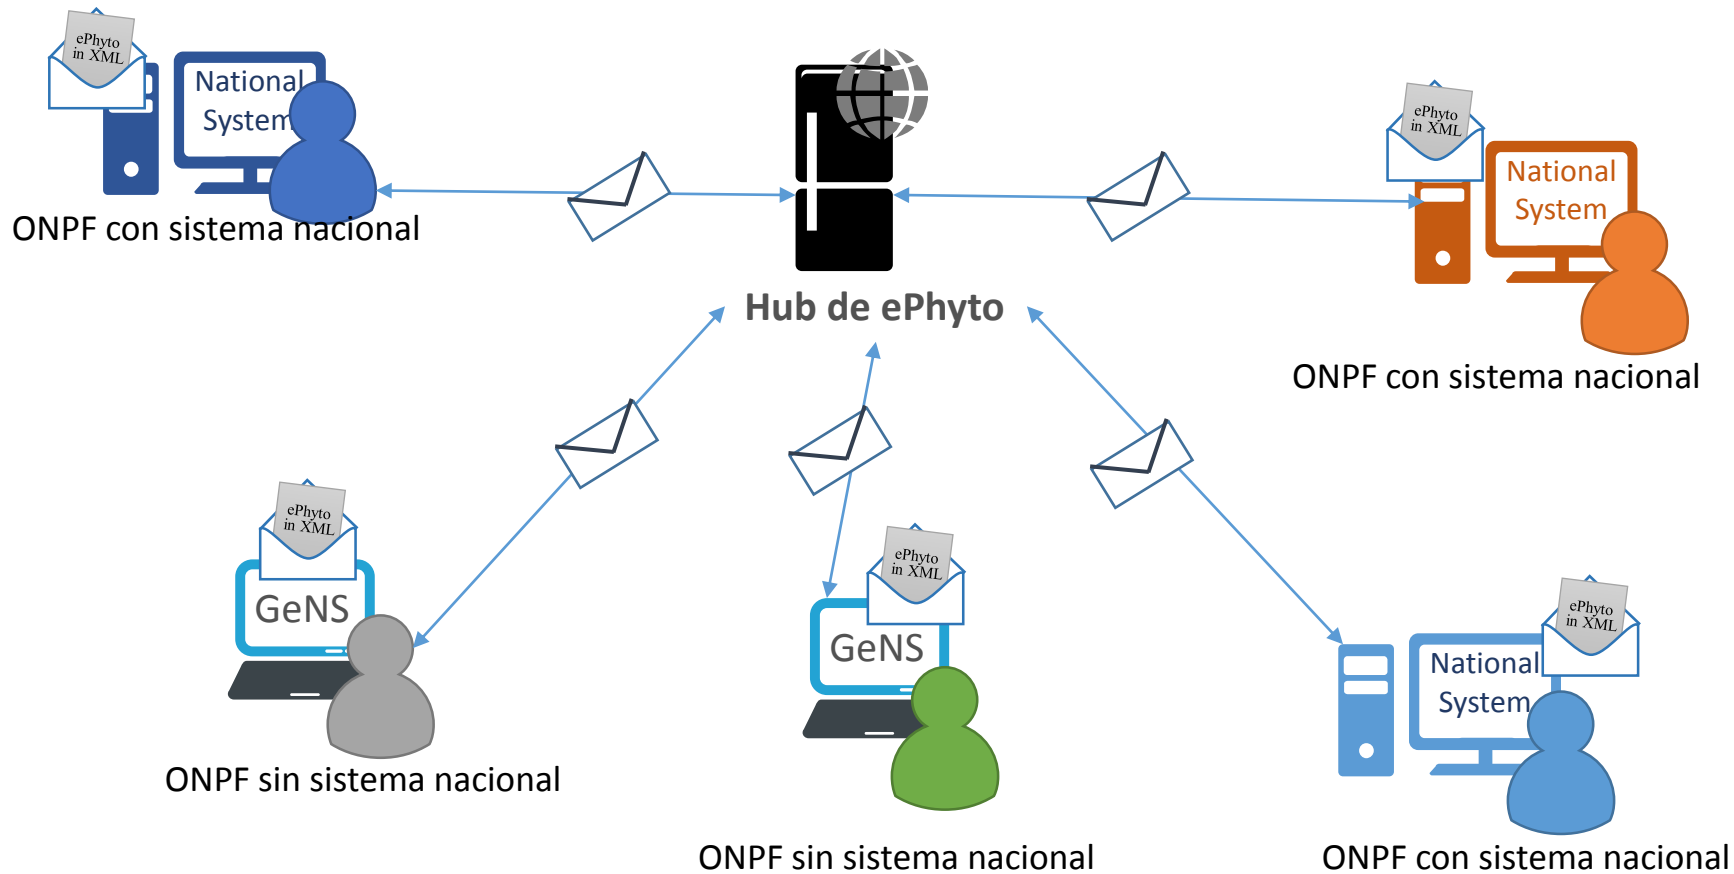 ePhyto
in XML
National
System
ONPF con sistema nacional
ePhyto
in XML
National
System
ONPF con sistema nacional
Hub de ePhyto
ePhyto
in XML
GeNS
ONPF sin sistema nacional
ePhyto
in XML
GeNS
ONPF sin sistema nacional
ePhyto
in XML
National
System
ONPF con sistema nacional